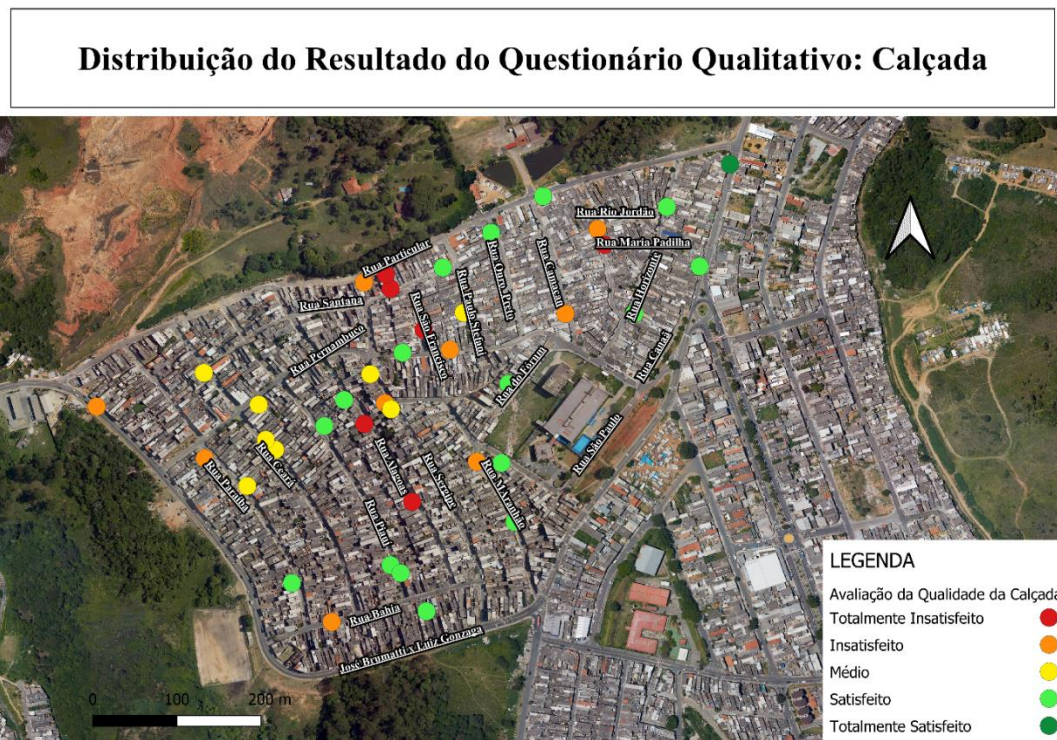 Distribuição do Resultado do Questionário Qualitativo: Calçada
Rua Rio Jordão
Rua Maria Padilha
Rua Particular
Rua Ouro Preto
Rua Camacan
Rua Horizonte
Rua Santana
Rua São Francisco
Rua Paulo Stefani
Rua Pernambuco
Rua do Fórum
Rua Canaã
Rua São Paulo
Rua Ceará
Rua Paraíba
Rua Alagoas
Rua Sergipe
Rua MAranhão
Rua Piauí
Rua Bahia
José Brumatti x Luiz Gonzaga
0 100 200 m
LEGENDA
Avaliação da Qualidade da Calçada
Totalmente Insatisfeito
Insatisfeito
Médio
Satisfeito
Totalmente Satisfeito